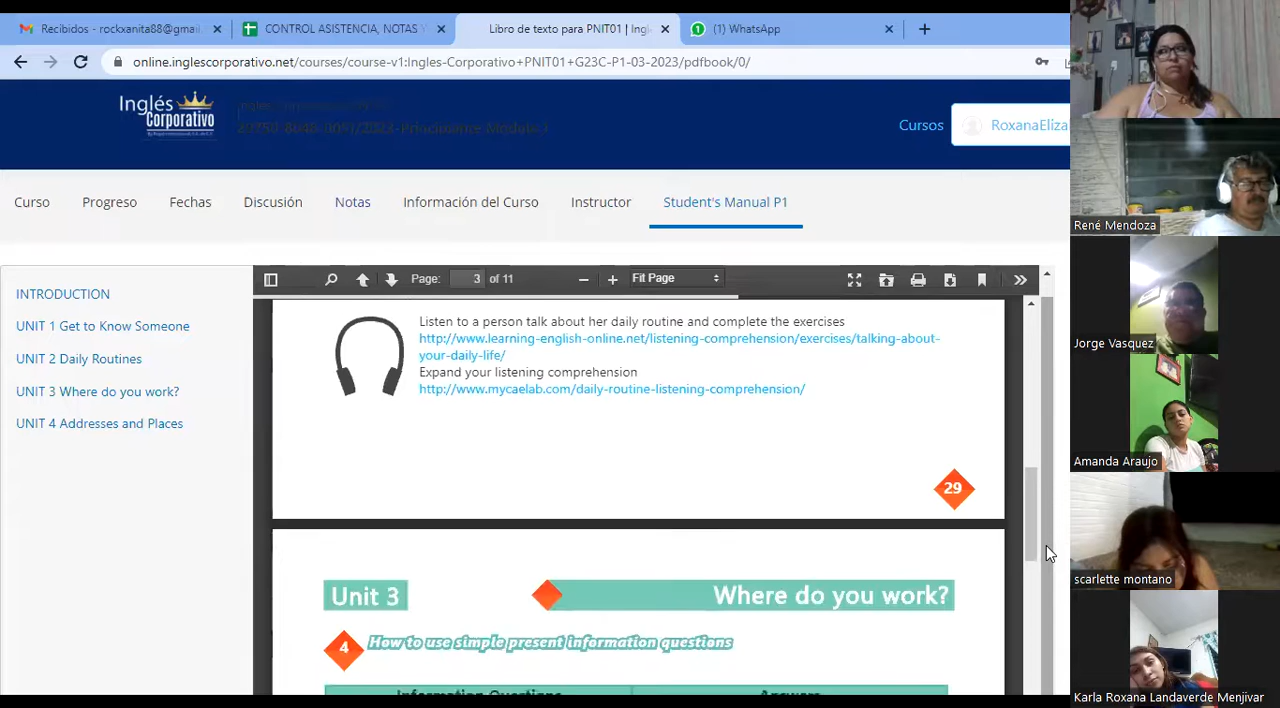 Recibidos - rockxanita88@gmail.
CONTROL ASISTENCIA, NOTAS Y
Libro de texto para PNIT01 | Ingl
(1) WhatsApp
online.inglescorporativo.net/courses/course-v1:Ingles-Corporativo+PNIT01+G23C-P1-03-2023/pdfbook/0/
Inglés
Corporativo
Cursos
RoxanaEliza
Curso
Progreso
Fechas
Discusión
Notas
Información del Curso
Instructor
Student's Manual P1
INTRODUCTION
UNIT 1 Get to Know Someone
UNIT 2 Daily Routines
UNIT 3 Where do you work?
UNIT 4 Addresses and Places
Page: 3 of 11
Fit Page
Listen to a person talk about her daily routine and complete the exercises
http://www.learning-english-online.net/listening-comprehension/exercises/talking-about-
your-daily-life/
Expand your listening comprehension
http://www.mycaelab.com/daily-routine-listening-comprehension/
29
Unit 3
Where do you work?
4
How to use simple present information questions
Information Questions
Answers
René Mendoza
Jorge Vasquez
Amanda Araujo
scarlette montano
Karla Roxana Landaverde Menjivar